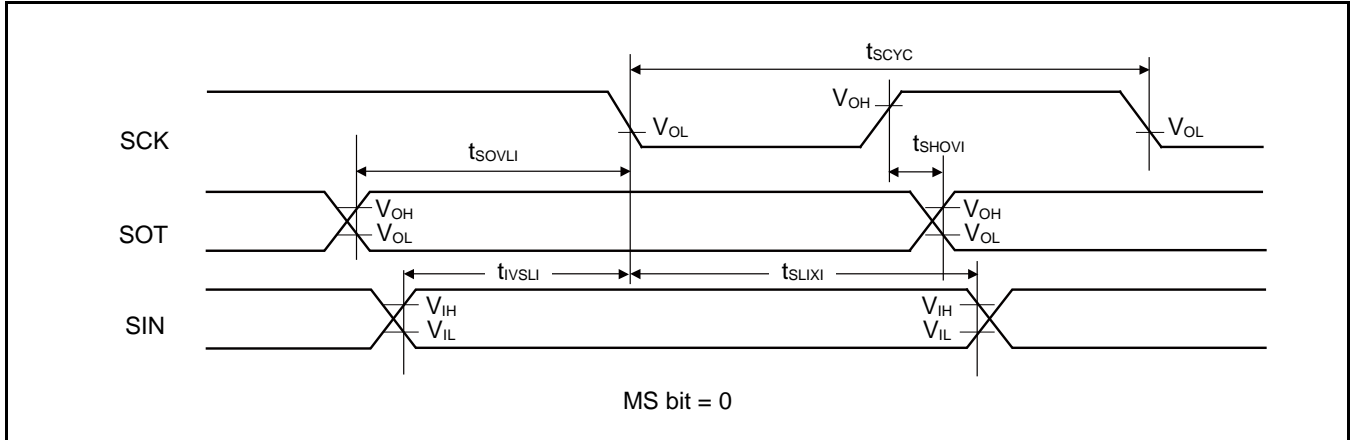 tSCYC
SCK
VOH
VOL
VOL
tSOVLI
tSHOVI
SOT
VOH
VOL
VOH
VOL
tIVSLI
tSLIXI
SIN
VIH
VIL
VIH
VIL
MS bit = 0